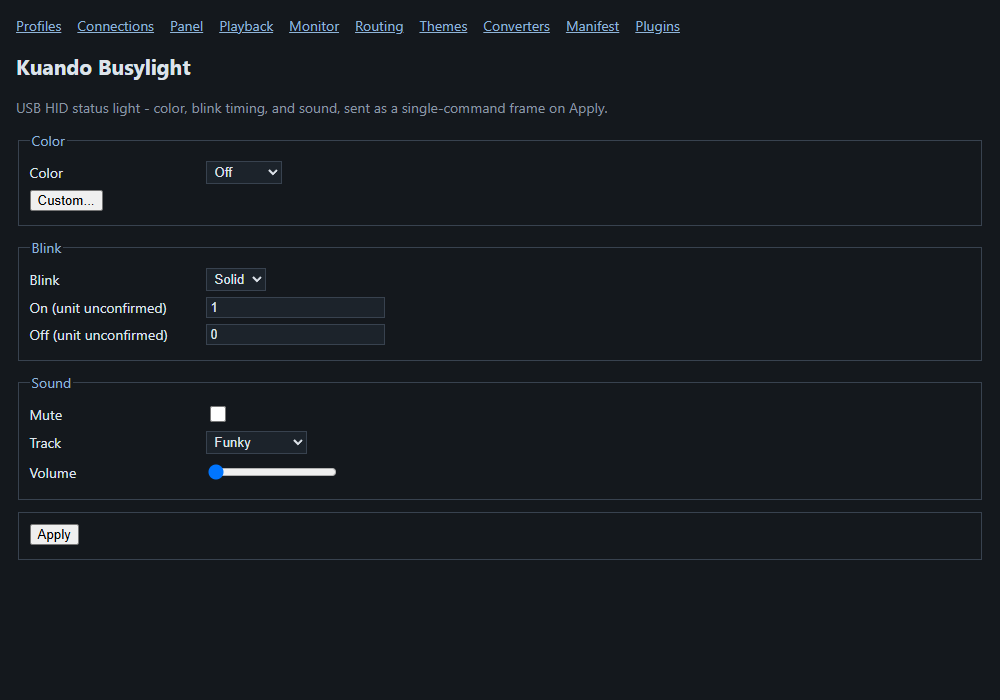 Profiles Connections Panel Playback Monitor Routing Themes Converters Manifest Plugins
Kuando Busylight
USB HID status light - color, blink timing, and sound, sent as a single-command frame on Apply.
Color
Color Off
Custom...
Blink
Blink Solid
On (unit unconfirmed) 1
Off (unit unconfirmed) 0
Sound
Mute
Track Funky
Volume
Apply